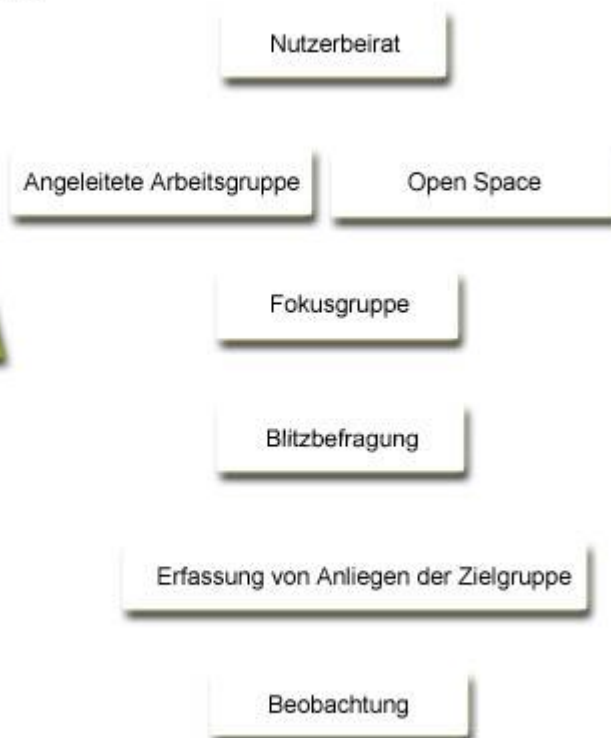 Nutzerbeirat
Angeleitete Arbeitsgruppe
Open Space
Fokusgruppe
Blitzbefragung
Erfassung von Anliegen der Zielgruppe
Beobachtung